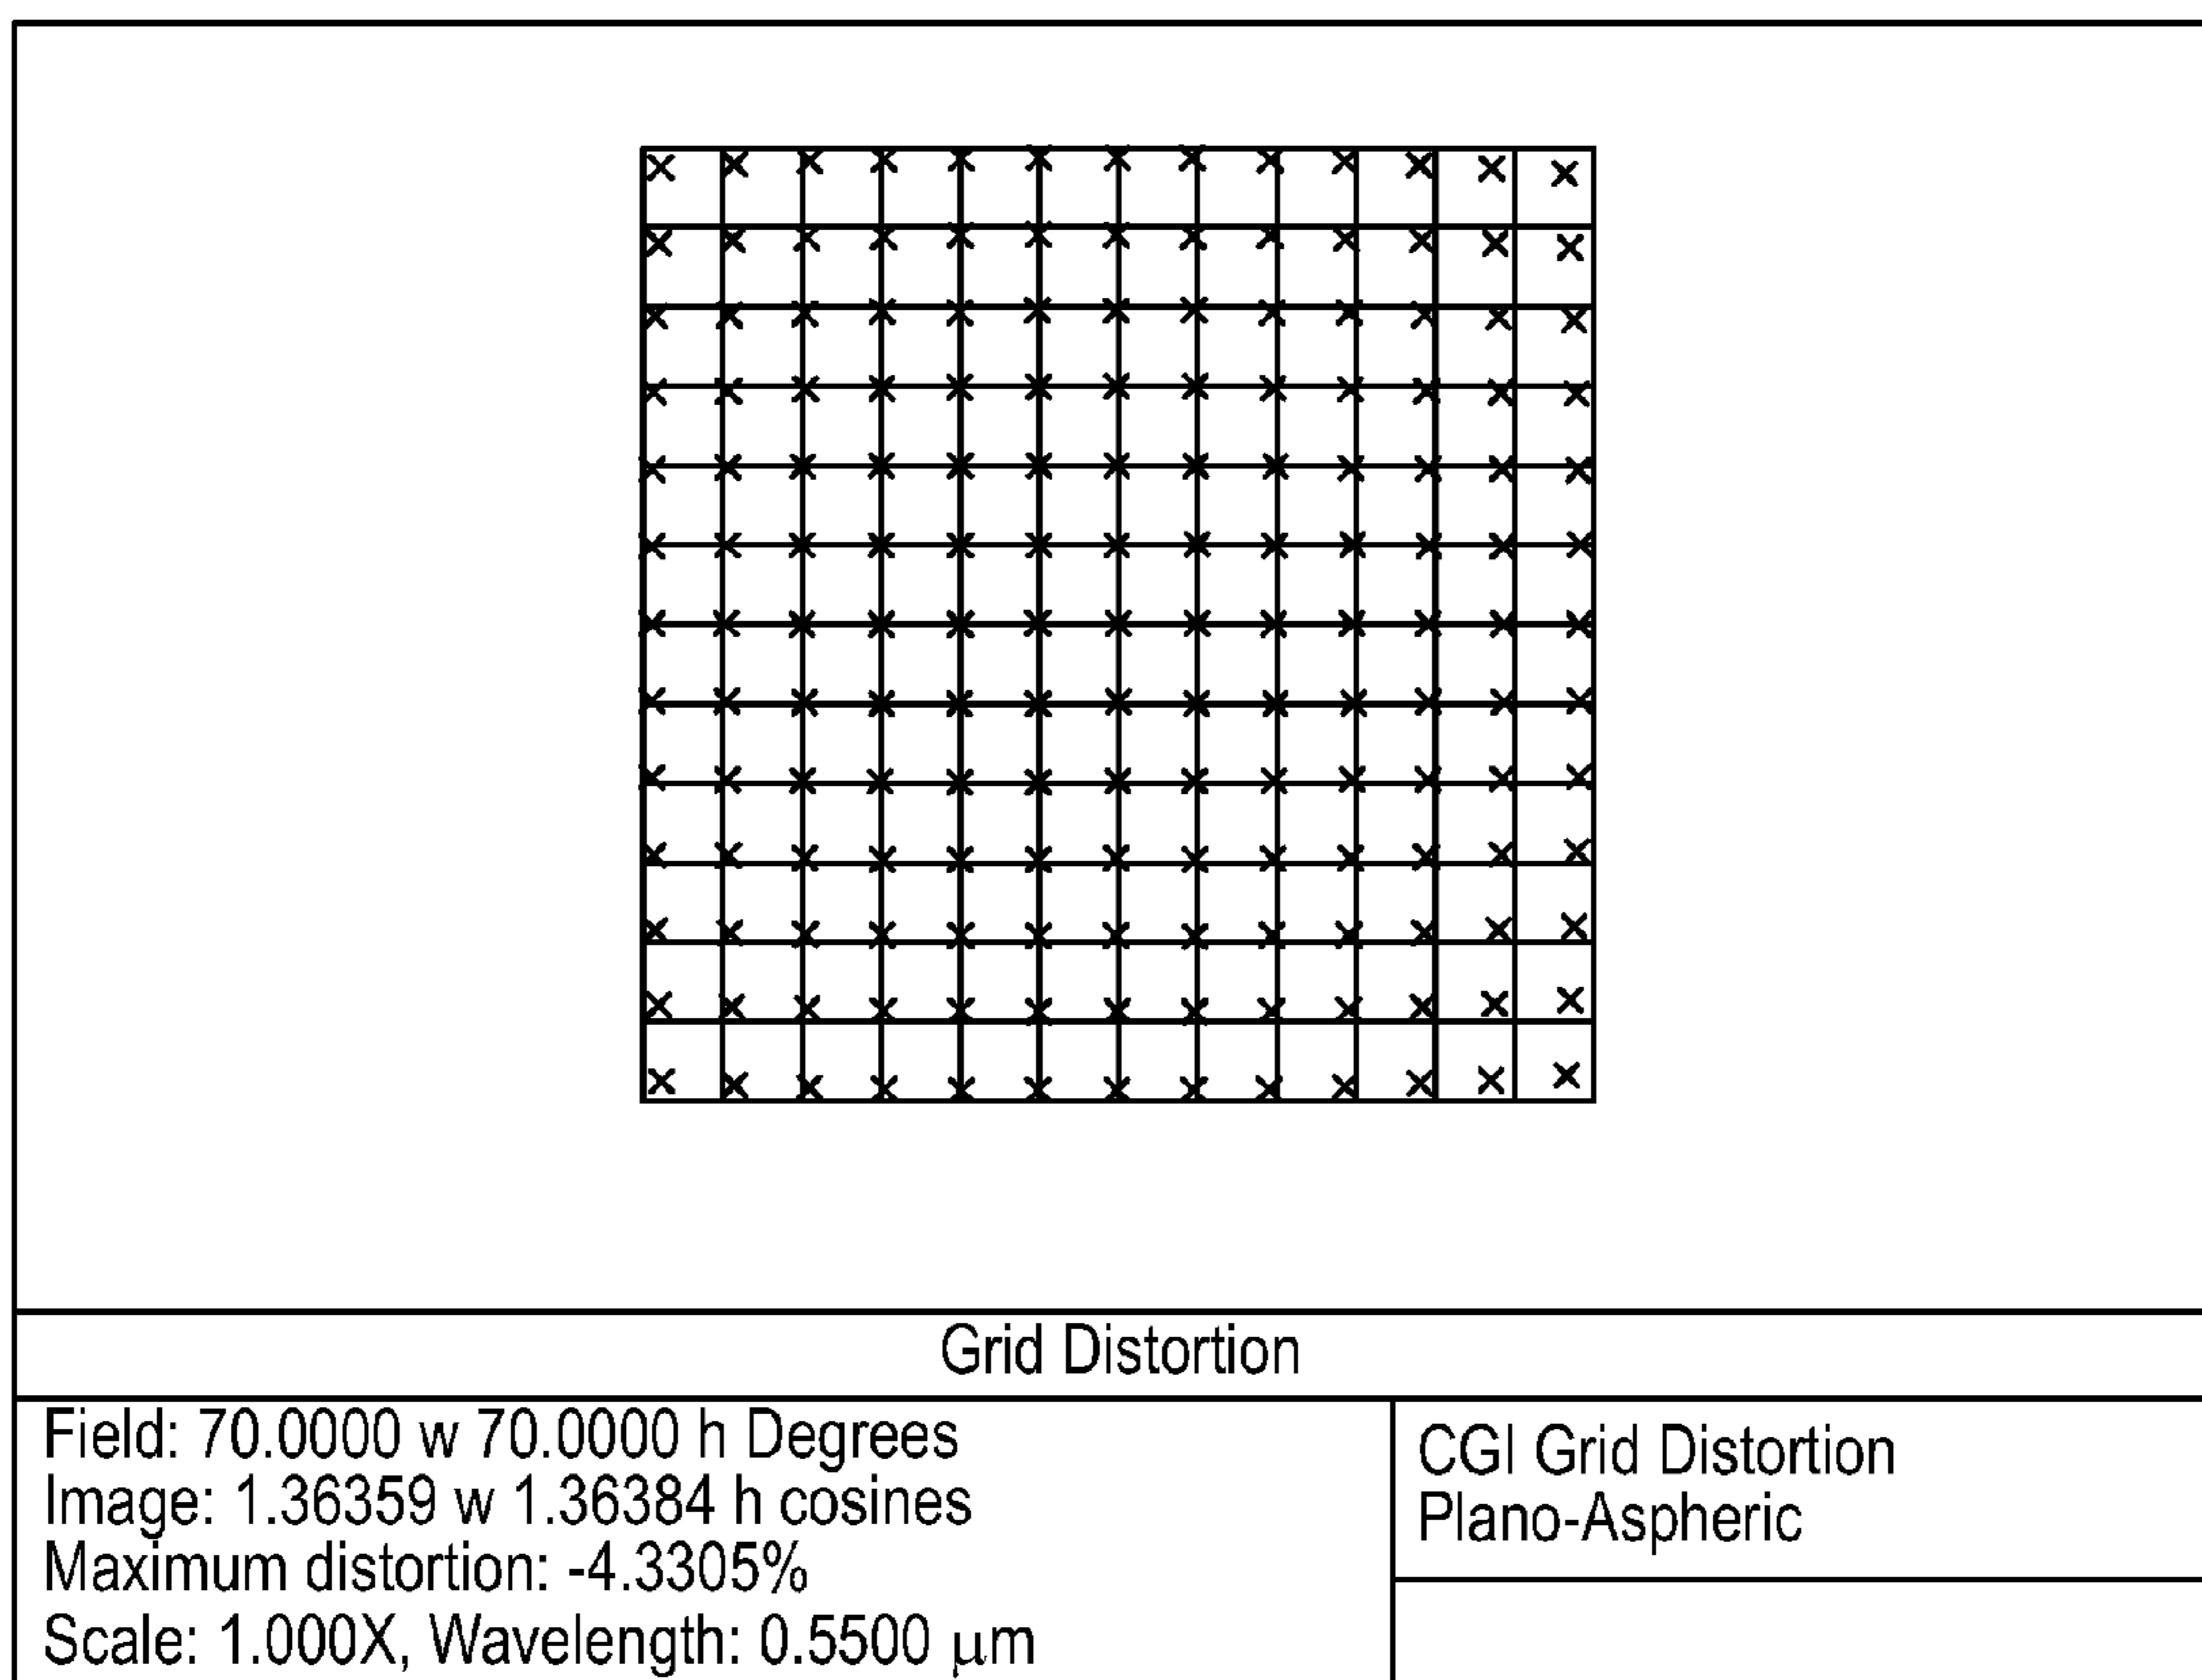 Grid Distortion
Field: 70.0000 w 70.0000 h Degrees
Image: 1.36359 w 1.36384 h cosines
Maximum distortion: -4.3305%
Scale: 1.000X, Wavelength: 0.5500 µm
CGI Grid Distortion
Plano-Aspheric